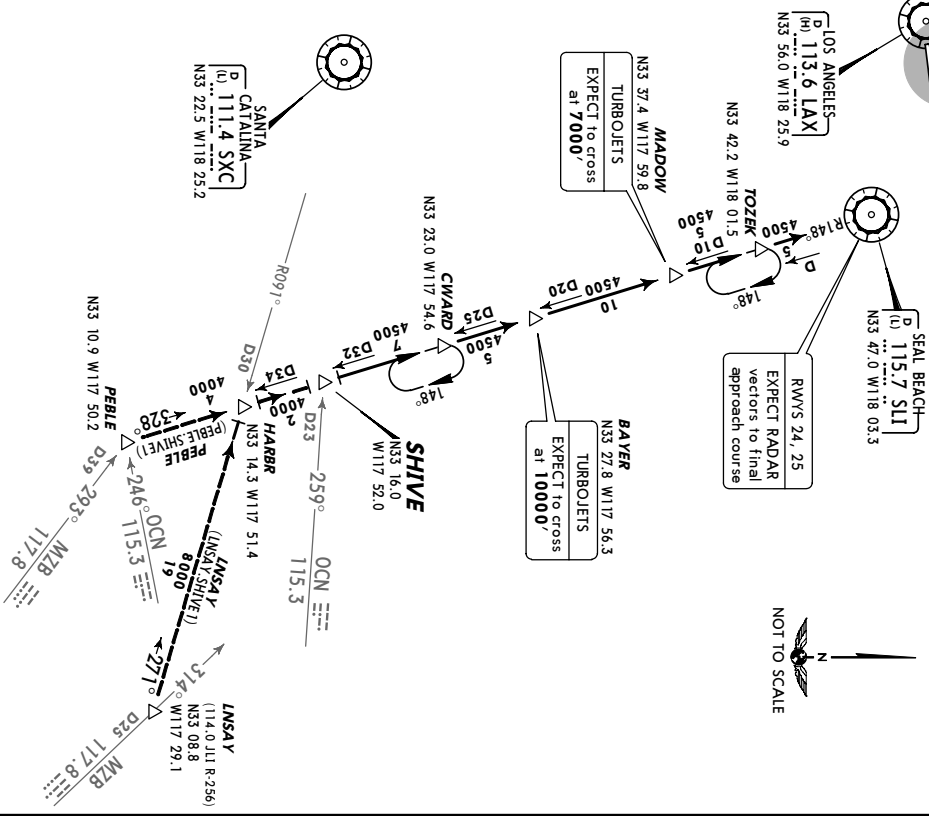 LOS ANGELES
D
(H) 113.6 LAX
N33 56.0 W118 25.9
SEAL BEACH
D
(L) 115.7 SLI
N33 47.0 W118 03.3
RWYS 24, 25
EXPECT RADAR
vectors to final
approach course
R148°
D
5
4500
TOZEK
N33 42.2 W118 01.5
148°
D10
5
4500
MADOW
N33 37.4 W117 59.8
TURBOJETS
EXPECT to cross
at 7000'
4500
10
D20
BAYER
N33 27.8 W117 56.3
TURBOJETS
EXPECT to cross
at 10000'
D25
4500
5
CWARD
N33 23.0 W117 54.6
148°
4500
7
D32
SHIVE
N33 16.0
W117 52.0
D23
259°
OCN
115.3
D34
4000
2
HARBR
N33 14.3 W117 51.4
R091°
D30
SANTA
CATALINA
D
(L) 111.4 SXC
N33 22.5 W118 25.2
4000
4
328°
PEBLE
(PEBLE.SHIVE1)
PEBLE
N33 10.9 W117 50.2
D39
293°
MZB
117.8
246°
OCN
115.3
LNSAY
(LNSAY.SHIVE1)
8000
19
271°
314°
LNSAY
(114.0 JLI R-256)
N33 08.8
W117 29.1
D25
117.8
MZB
N
NOT TO SCALE